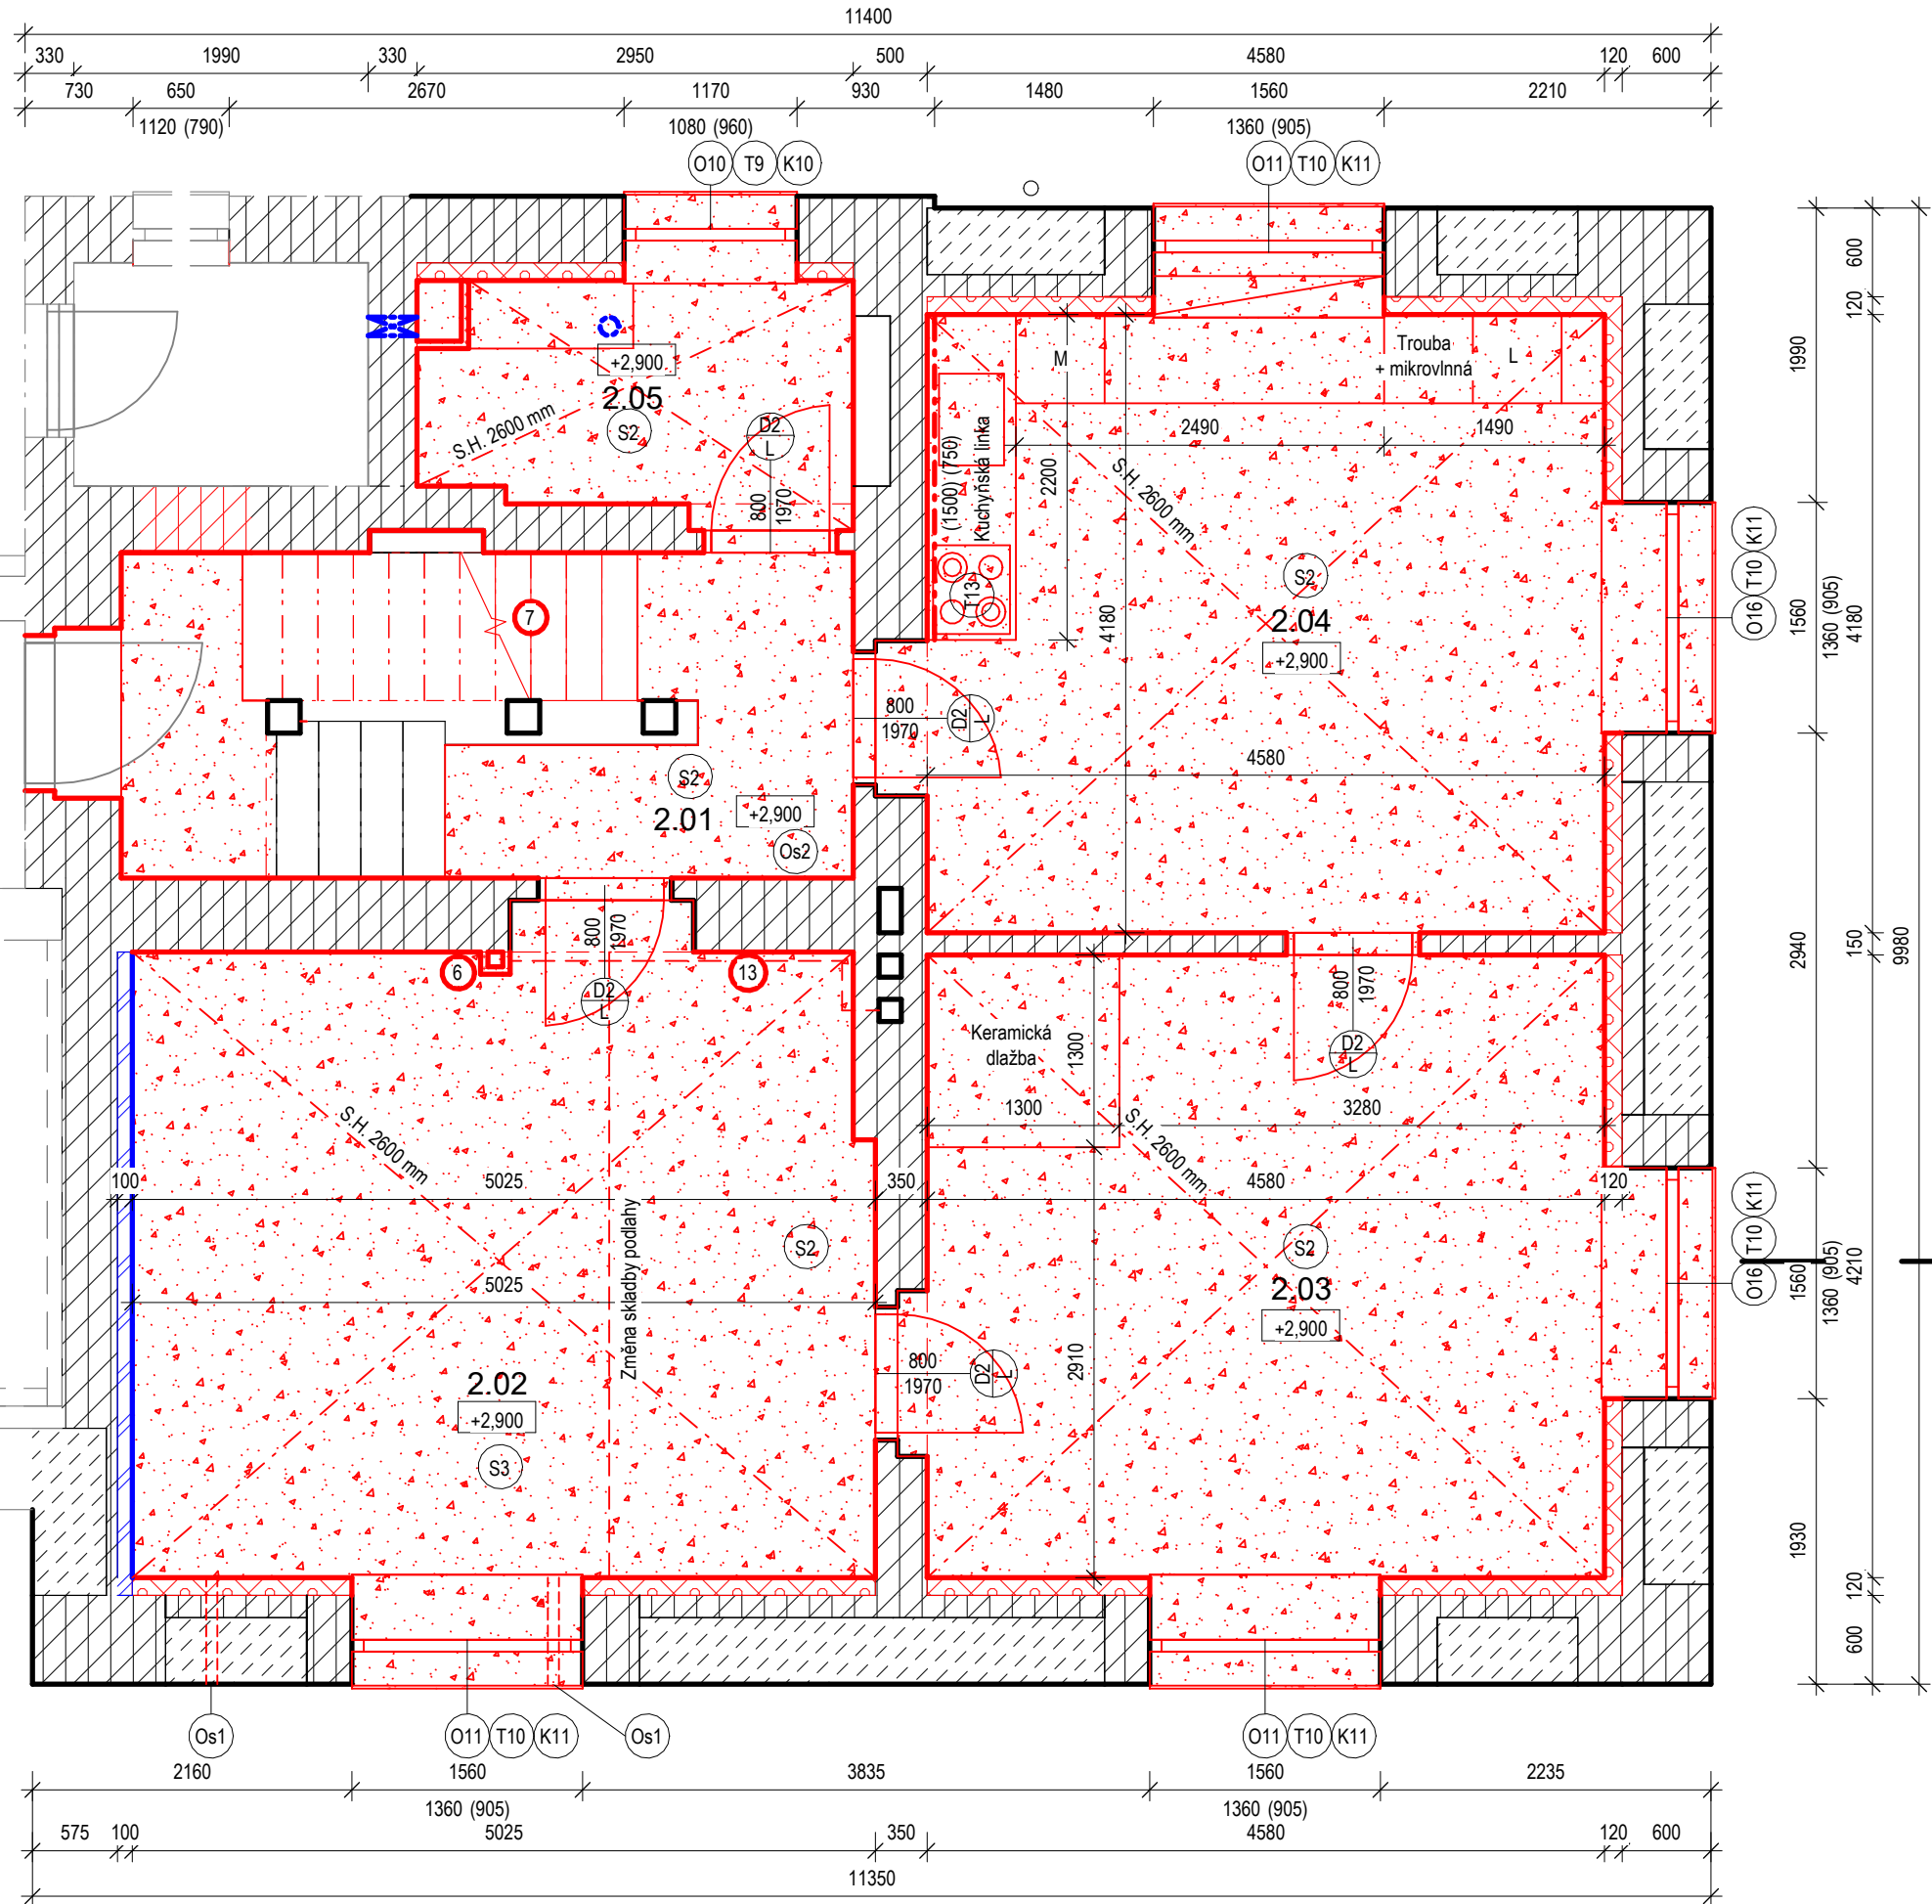 11400
330 1990 330 2950 500 4580 120 600
730 650 2670 1170 930 1480 1560 2210
1120 (790) 1080 (960) 1360 (905)
O10 T9 K10
O11 T10 K11
600
120
1990
1560
1360 (905)
4180
2940
150
9980
1560
1360 (905)
4210
1930
120
600
+2,900
2.05
S2
S.H. 2600 mm
D2
L
800
1970
M
Trouba
+ mikrovlnná
L
2490 1490
(1500) (750)
Kuchyňská linka
2200
S.H. 2600 mm
T13
4180
S2
2.04
+2,900
O16 T10 K11
7
800
1970
D2
L
4580
S2
2.01
+2,900
Os2
800
1970
D2
L
6
13
Keramická
dlažba
1300
1300
3280
800
1970
D2
L
S.H. 2600 mm
S.H. 2600 mm
100 5025 350 4580 120
Změna skladby podlahy
S2
5025
S2
2.03
+2,900
O16 T10 K11
2910
800
1970
D2
L
2.02
+2,900
S3
Os1
O11 T10 K11
Os1
O11 T10 K11
2160 1560 3835 1560 2235
1360 (905) 1360 (905)
575 100 5025 350 4580 120 600
11350